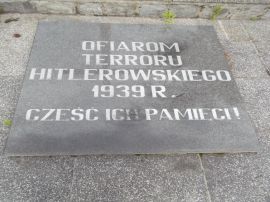 OFIAROM
TERRORU
HITLEROWSKIEGO
1939 R.
CZEŚĆ ICH PAMIĘCI!